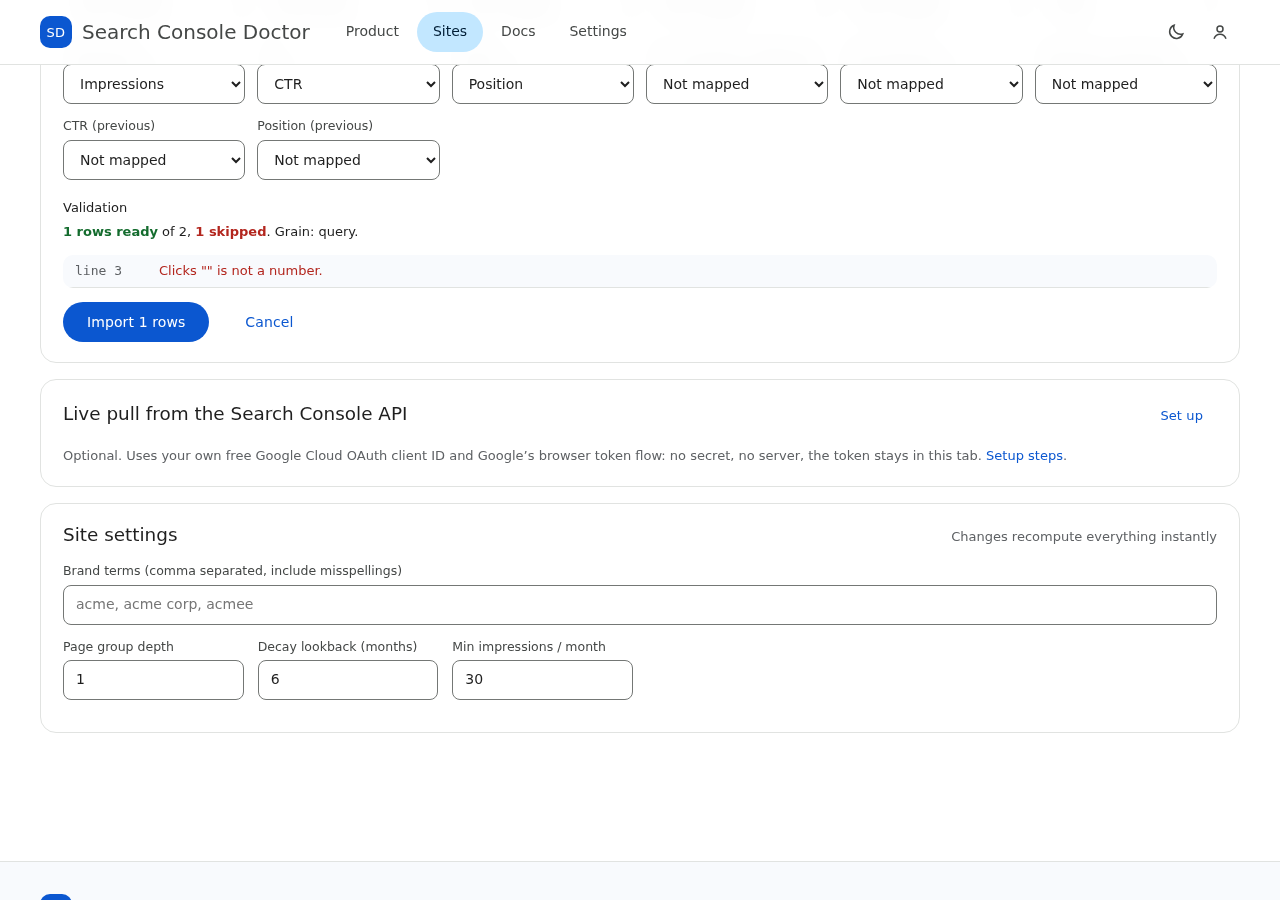 SD Search Console Doctor Product Sites Docs Settings
Impressions CTR Position Not mapped Not mapped Not mapped
CTR (previous) Position (previous)
Not mapped Not mapped
Validation
1 rows ready of 2, 1 skipped. Grain: query.
line 3 Clicks "" is not a number.
Import 1 rows Cancel
Live pull from the Search Console API Set up
Optional. Uses your own free Google Cloud OAuth client ID and Google’s browser token flow: no secret, no server, the token stays in this tab. Setup steps.
Site settings Changes recompute everything instantly
Brand terms (comma separated, include misspellings)
acme, acme corp, acmee
Page group depth Decay lookback (months) Min impressions / month
1 6 30